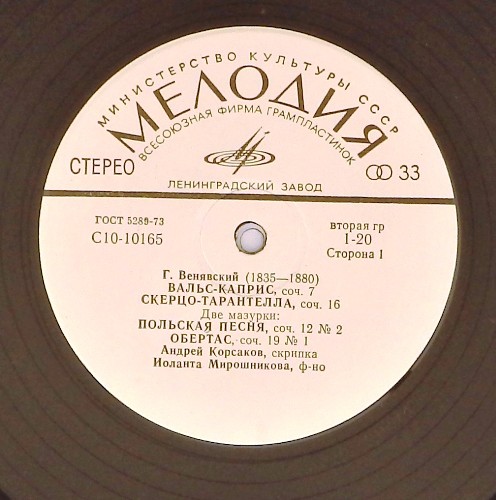 МИНИСТЕРСТВО КУЛЬТУРЫ СССР
МЕЛОДИЯ
ВСЕСОЮЗНАЯ ФИРМА ГРАМПЛАСТИНОК
СТЕРЕО
33
ЛЕНИНГРАДСКИЙ ЗАВОД
ГОСТ 5289-73
С10-10165
вторая гр
1-20
Сторона 1
Г. Венявский (1835—1880)
ВАЛЬС-КАПРИС, соч. 7
СКЕРЦО-ТАРАНТЕЛЛА, соч. 16
Две мазурки:
ПОЛЬСКАЯ ПЕСНЯ, соч. 12 № 2
ОБЕРТАС, соч. 19 № 1
Андрей Корсаков, скрипка
Иоланта Мирошникова, ф-но